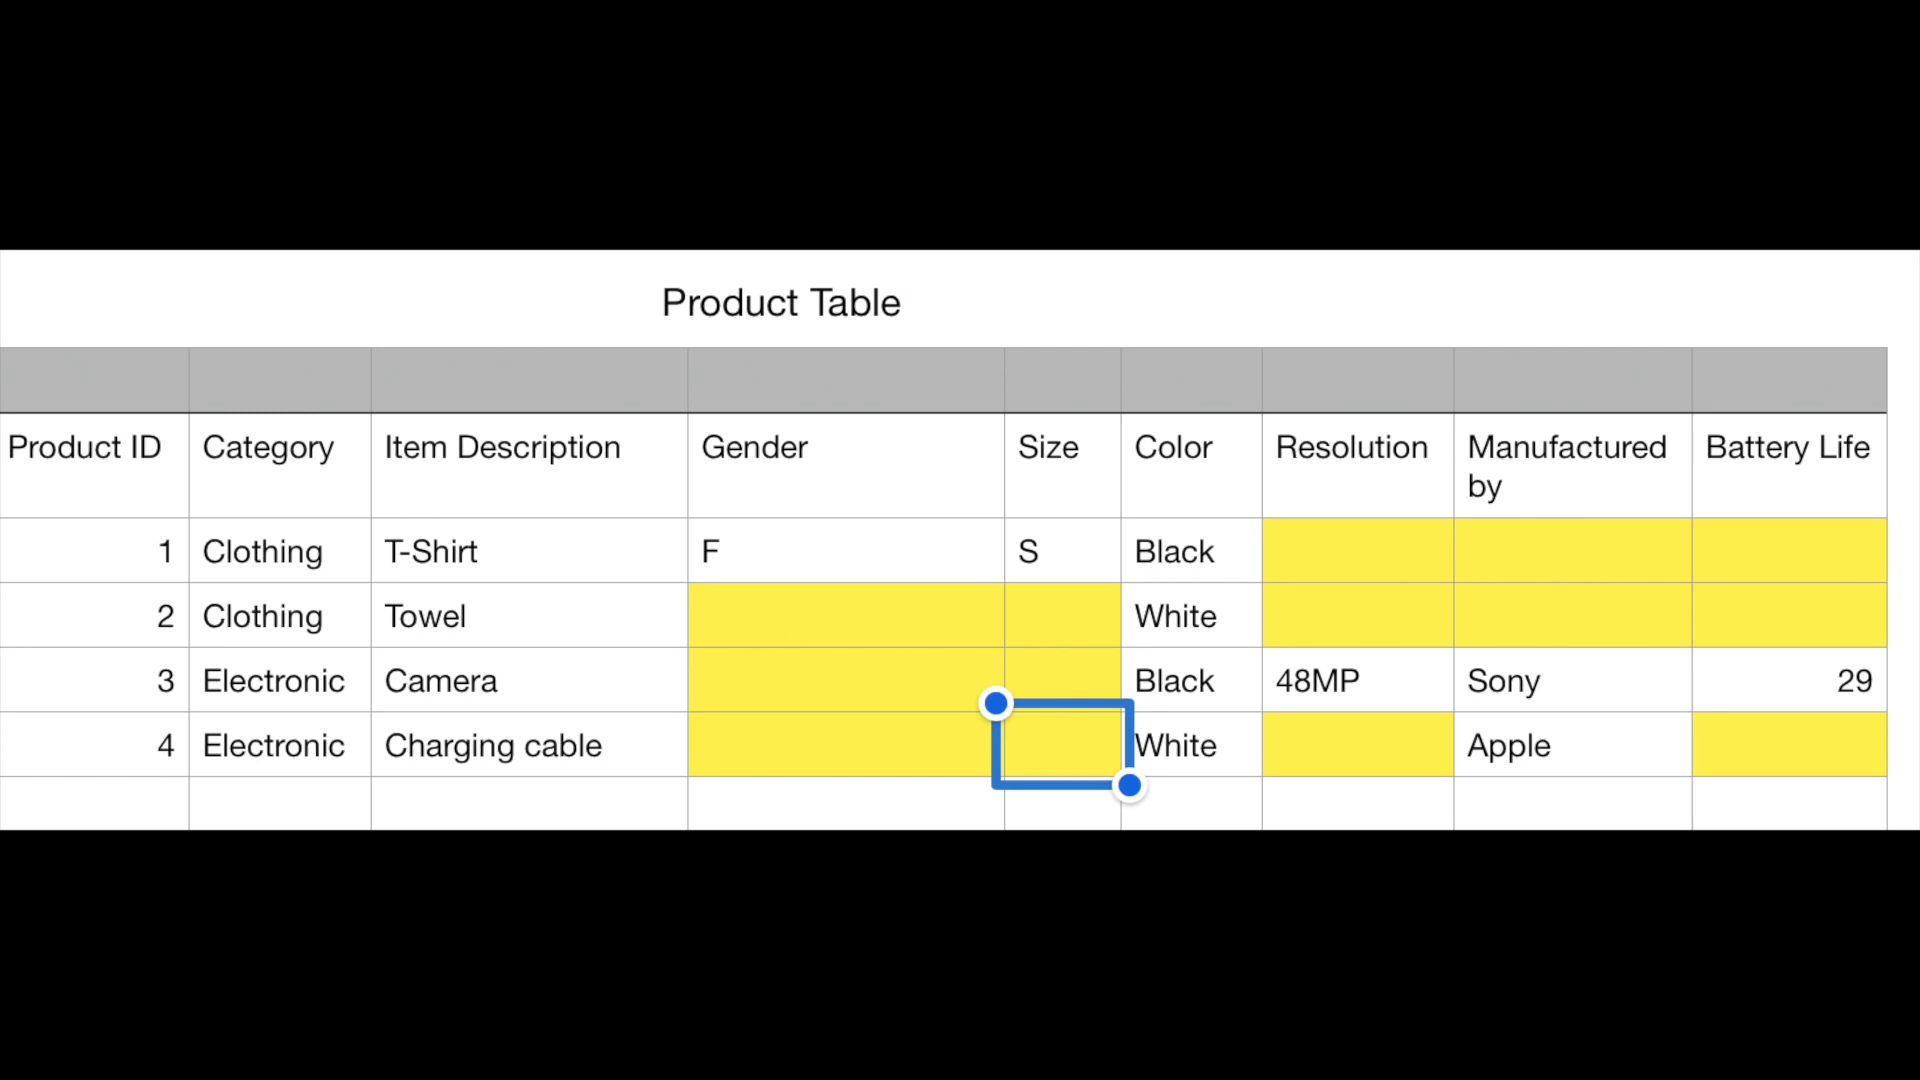 Product Table
Product ID Category Item Description Gender Size Color Resolution Manufactured by Battery Life
1 Clothing T-Shirt F S Black
2 Clothing Towel White
3 Electronic Camera Black 48MP Sony 29
4 Electronic Charging cable White Apple